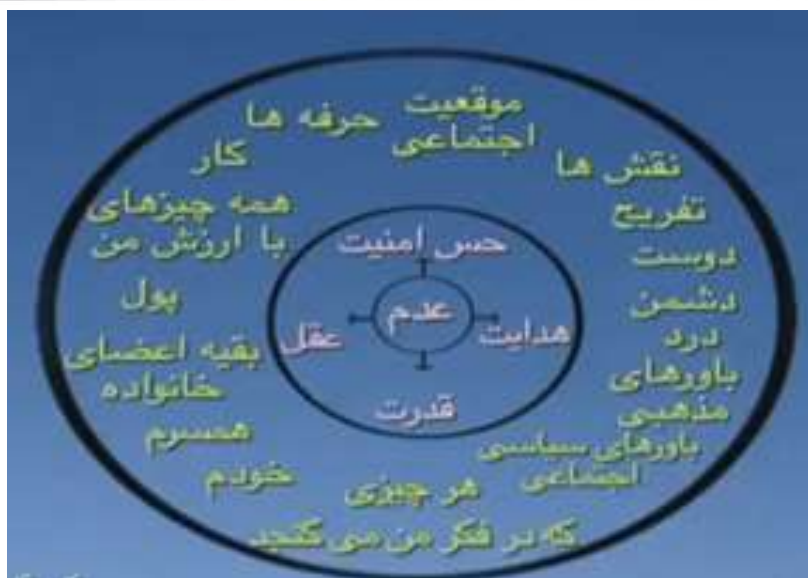 موقعیت
اجتماعی
حرفه ها
کار
همه چیزهای
با ارزش من
پول
بقیه اعضای
خانواده
همسرم
خودم
هر چیزی
که در فکر من می گنجد
نقش ها
تفریح
دوست
دشمن
درد
باورهای
مذهبی
باورهای سیاسی
اجتماعی
حس امنیت
عقل
عدم
هدایت
قدرت